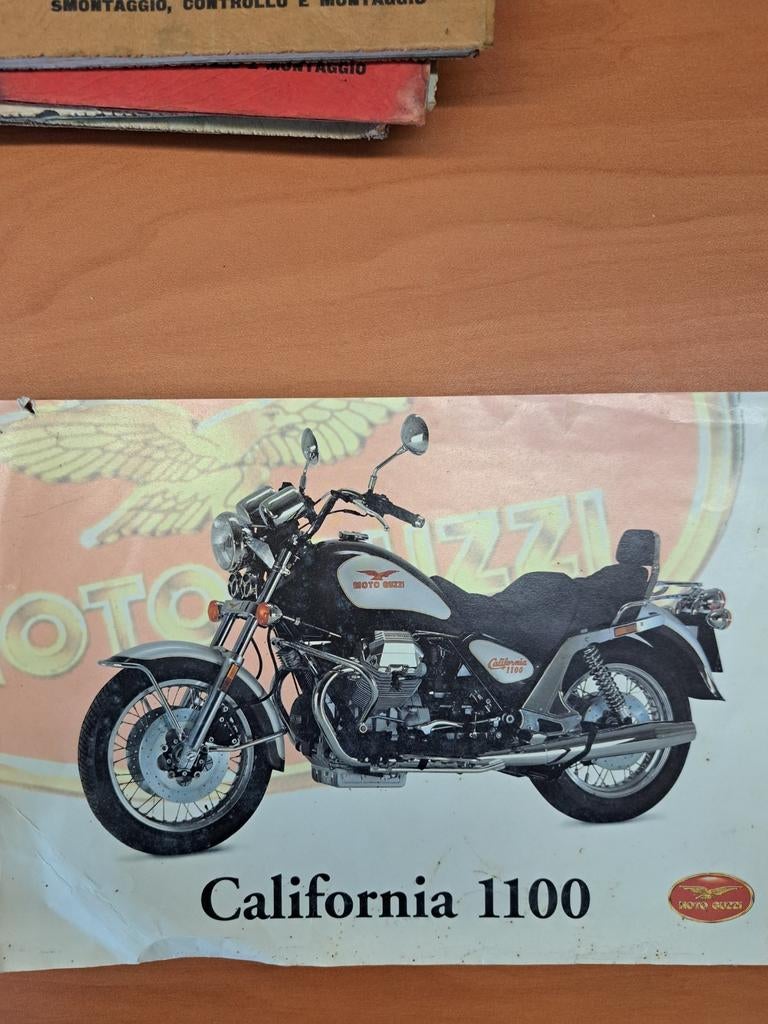 SMONTAGGIO, CONTROLLO E MONTAGGIO
E MONTAGGIO
MOTO GUZZI
MOTO GUZZI
California
1100
California 1100
MOTO GUZZI